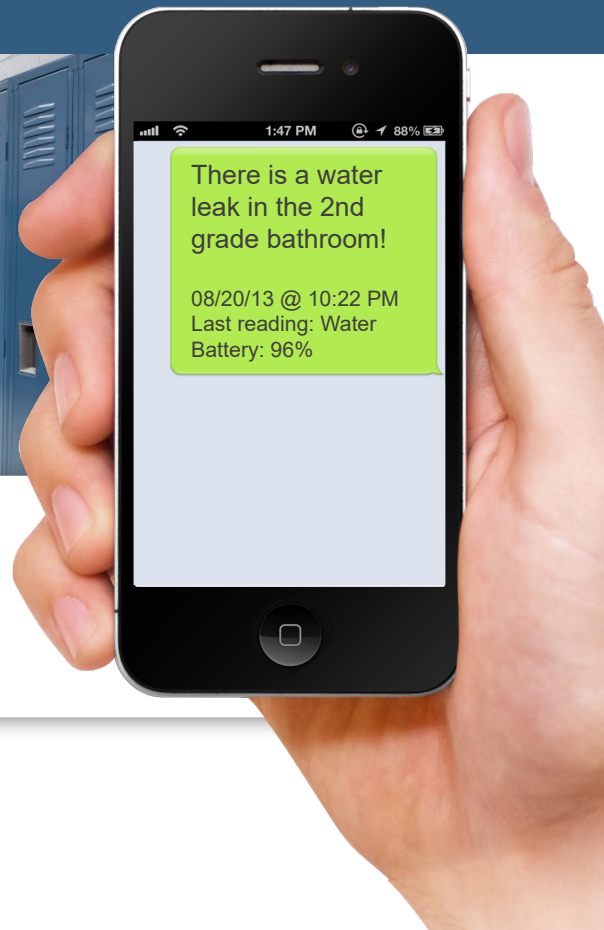 1:47 PM 88%
There is a water
leak in the 2nd
grade bathroom!
08/20/13 @ 10:22 PM
Last reading: Water
Battery: 96%